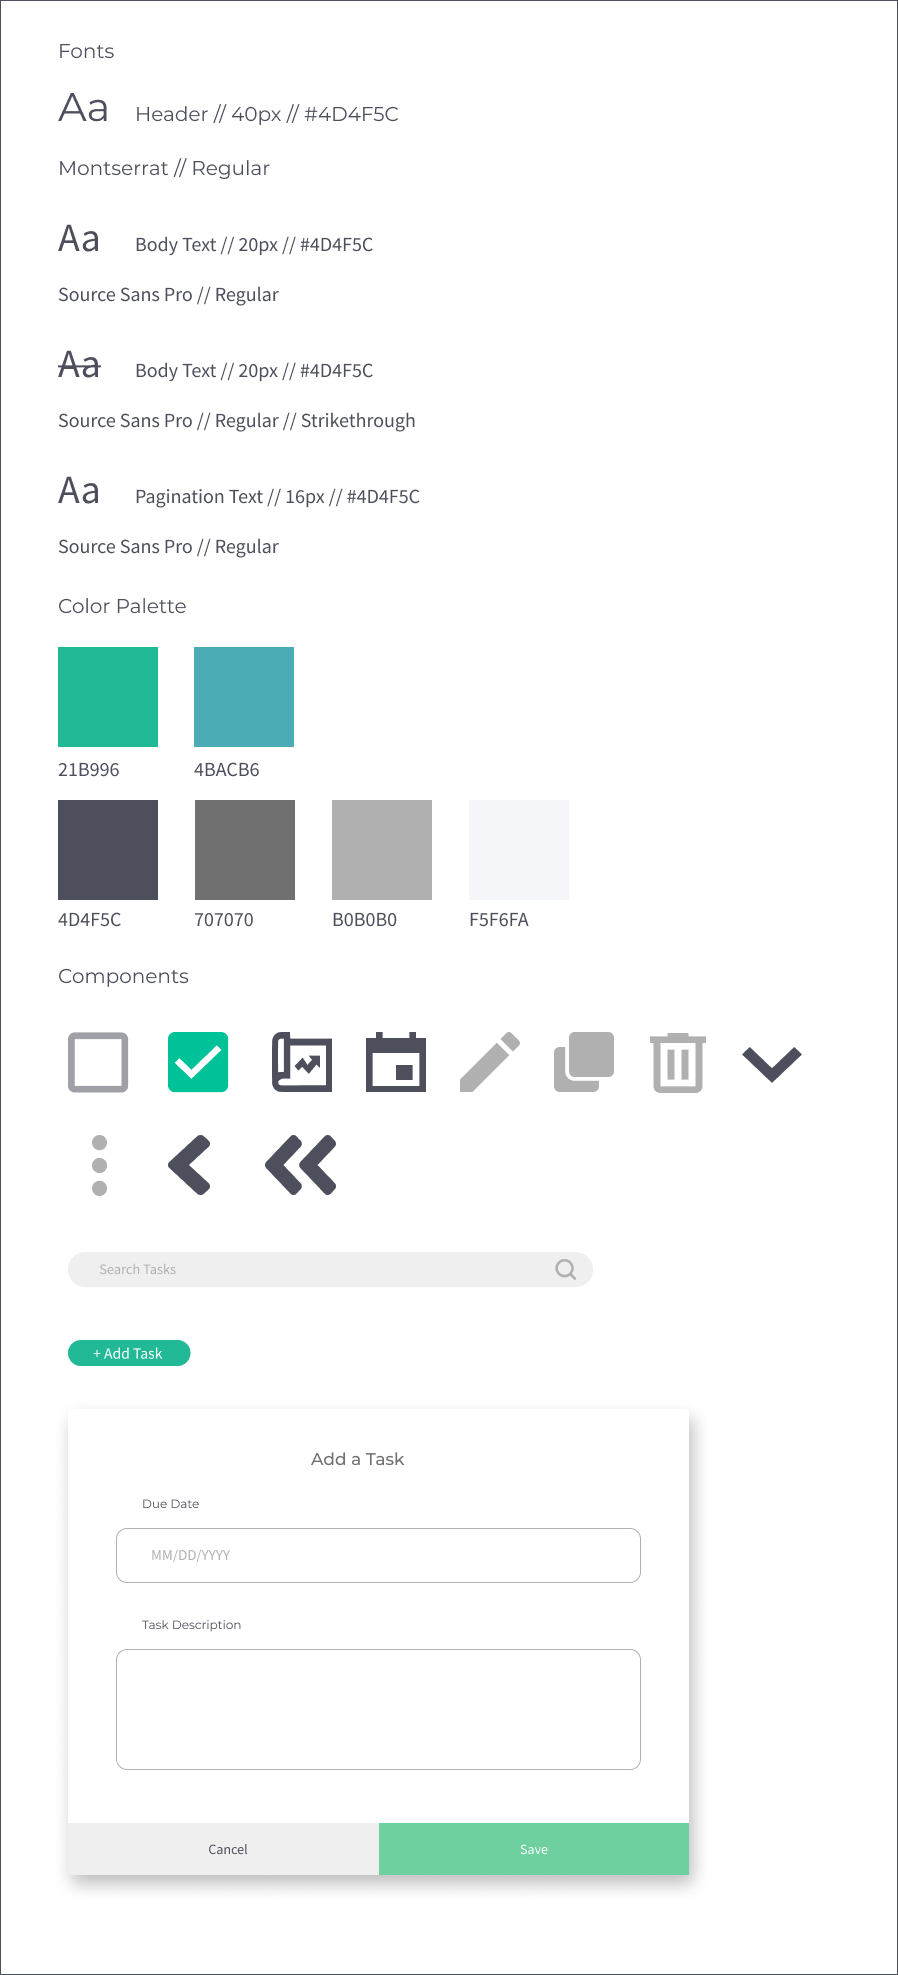 Fonts
Aa Header // 40px // #4D4F5C
Montserrat // Regular
Aa Body Text // 20px // #4D4F5C
Source Sans Pro // Regular
Aa Body Text // 20px // #4D4F5C
Source Sans Pro // Regular // Strikethrough
Aa Pagination Text // 16px // #4D4F5C
Source Sans Pro // Regular
Color Palette
21B996 4BACB6
4D4F5C 707070 B0B0B0 F5F6FA
Components
Search Tasks
+ Add Task
Add a Task
Due Date
MM/DD/YYYY
Task Description
Cancel Save